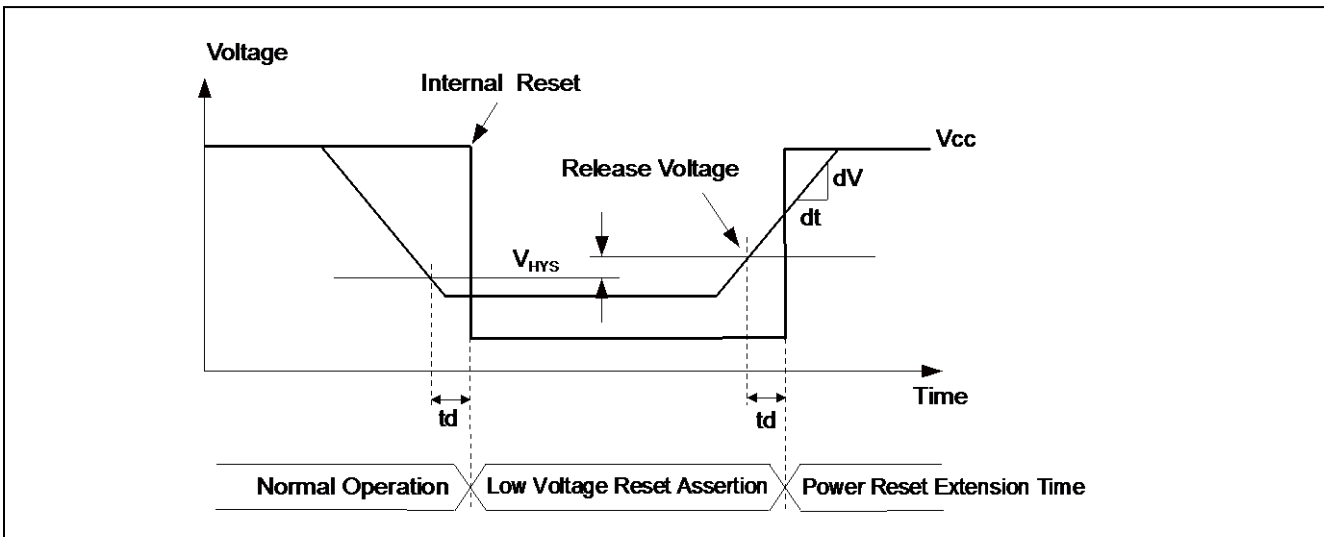 Voltage
Internal Reset
Vcc
Release Voltage
dV
dt
VHYS
Time
td
td
Normal Operation
Low Voltage Reset Assertion
Power Reset Extension Time